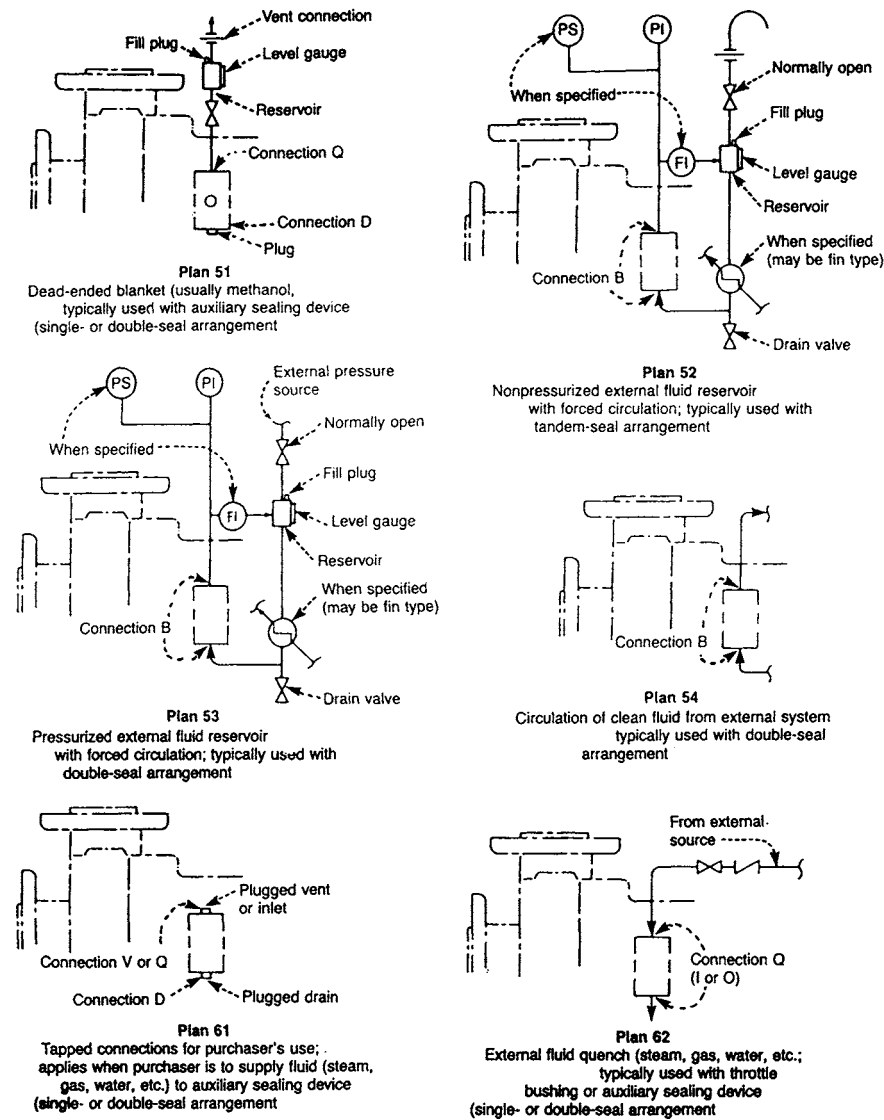 Vent connection
Fill plug
Level gauge
Reservoir
Connection Q
O
Connection D
Plug
Plan 51
Dead-ended blanket (usually methanol,
typically used with auxiliary sealing device
(single- or double-seal arrangement
PS
PI
Normally open
When specified
Fill plug
FI
Level gauge
Reservoir
When specified
(may be fin type)
Connection B
Drain valve
Plan 52
Nonpressurized external fluid reservoir
with forced circulation; typically used with
tandem-seal arrangement
PS
PI
External pressure
source
Normally open
When specified
Fill plug
FI
Level gauge
Reservoir
When specified
(may be fin type)
Connection B
Drain valve
Plan 53
Pressurized external fluid reservoir
with forced circulation; typically used with
double-seal arrangement
Connection B
Plan 54
Circulation of clean fluid from external system
typically used with double-seal
arrangement
Plugged vent
or inlet
Connection V or Q
Connection D
Plugged drain
Plan 61
Tapped connections for purchaser's use;
applies when purchaser is to supply fluid (steam,
gas, water, etc.) to auxiliary sealing device
(single- or double-seal arrangement
From external
source
Connection Q
(I or O)
Plan 62
External fluid quench (steam, gas, water, etc.;
typically used with throttle
bushing or auxiliary sealing device
(single- or double-seal arrangement